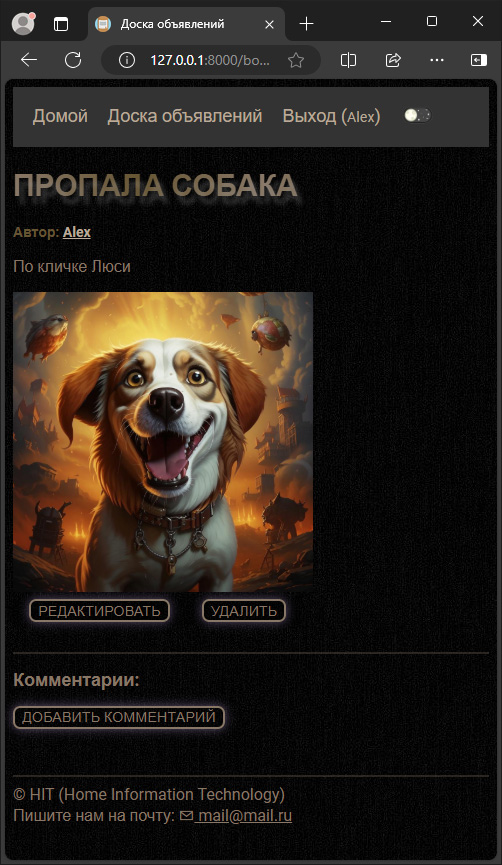 Доска объявлений
127.0.0.1:8000/bo...
Домой Доска объявлений Выход (Alex)
ПРОПАЛА СОБАКА
Автор: Alex
По кличке Люси
РЕДАКТИРОВАТЬ УДАЛИТЬ
Комментарии:
ДОБАВИТЬ КОММЕНТАРИЙ
© HIT (Home Information Technology)
Пишите нам на почту: mail@mail.ru